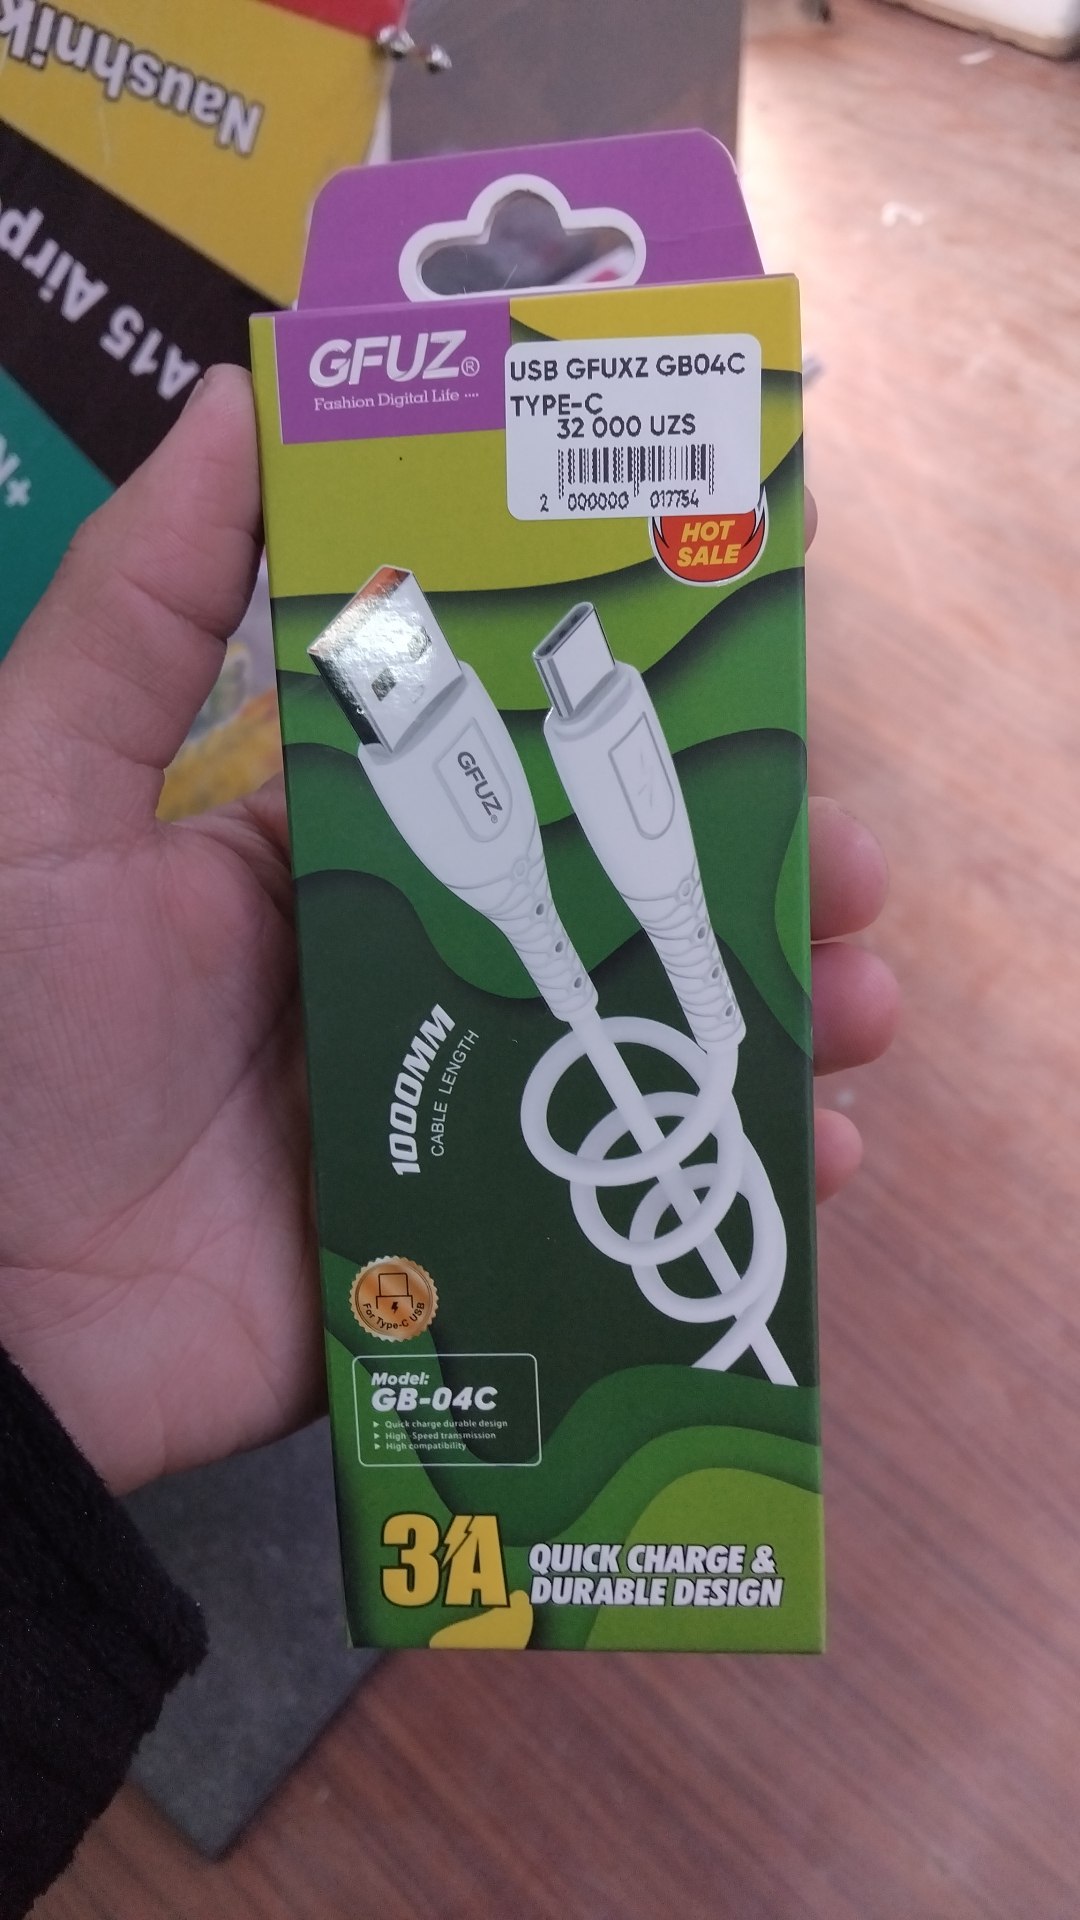 Naushnik
A15 Airp
GFUZ®
Fashion Digital Life ....
USB GFUXZ GB04C
TYPE-C
32 000 UZS
2 000000 017754
HOT
SALE
GFUZ®
1000MM
CABLE LENGTH
For Type-C USB
Model:
GB-04C
▶ Quick charge durable design
▶ High Speed transmission
▶ High compatibility
3A
QUICK CHARGE &
DURABLE DESIGN